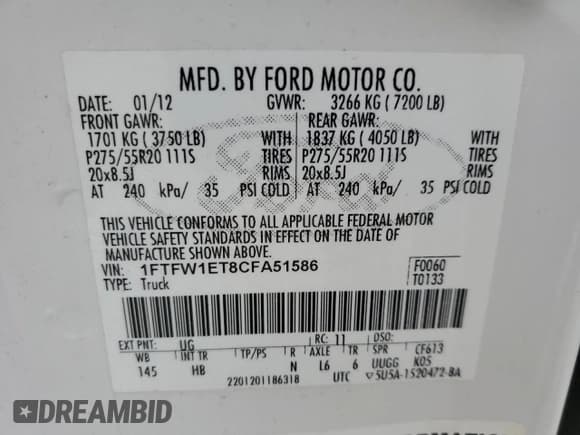 MFD. BY FORD MOTOR CO.
DATE: 01/12 GVWR: 3266 KG ( 7200 LB)
FRONT GAWR: REAR GAWR:
1701 KG ( 3750 LB) WITH 1837 KG ( 4050 LB) WITH
P275/55R20 111S TIRES P275/55R20 111S TIRES
20x8.5J RIMS 20x8.5J RIMS
AT 240 kPa/ 35 PSI COLD AT 240 kPa/ 35 PSI COLD
Ford
THIS VEHICLE CONFORMS TO ALL APPLICABLE FEDERAL MOTOR
VEHICLE SAFETY STANDARDS IN EFFECT ON THE DATE OF
MANUFACTURE SHOWN ABOVE.
VIN: 1FTFW1ET8CFA51586 F0060
TYPE: Truck T0133
EXT PNT: UG RC: 11 DSO:
WB INT TR TP/PS R AXLE TR SPR CF613
145 HB N L6 6 UUGG K05
2201201186318 UTC 5U5A-1520472-BA
DREAMBID